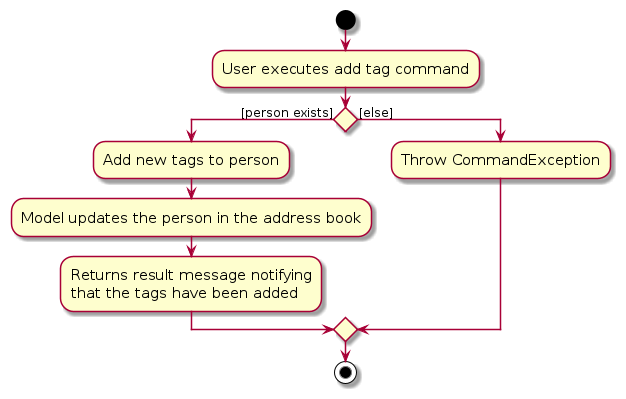 User executes add tag command
[person exists]
[else]
Add new tags to person
Throw CommandException
Model updates the person in the address book
Returns result message notifying
that the tags have been added